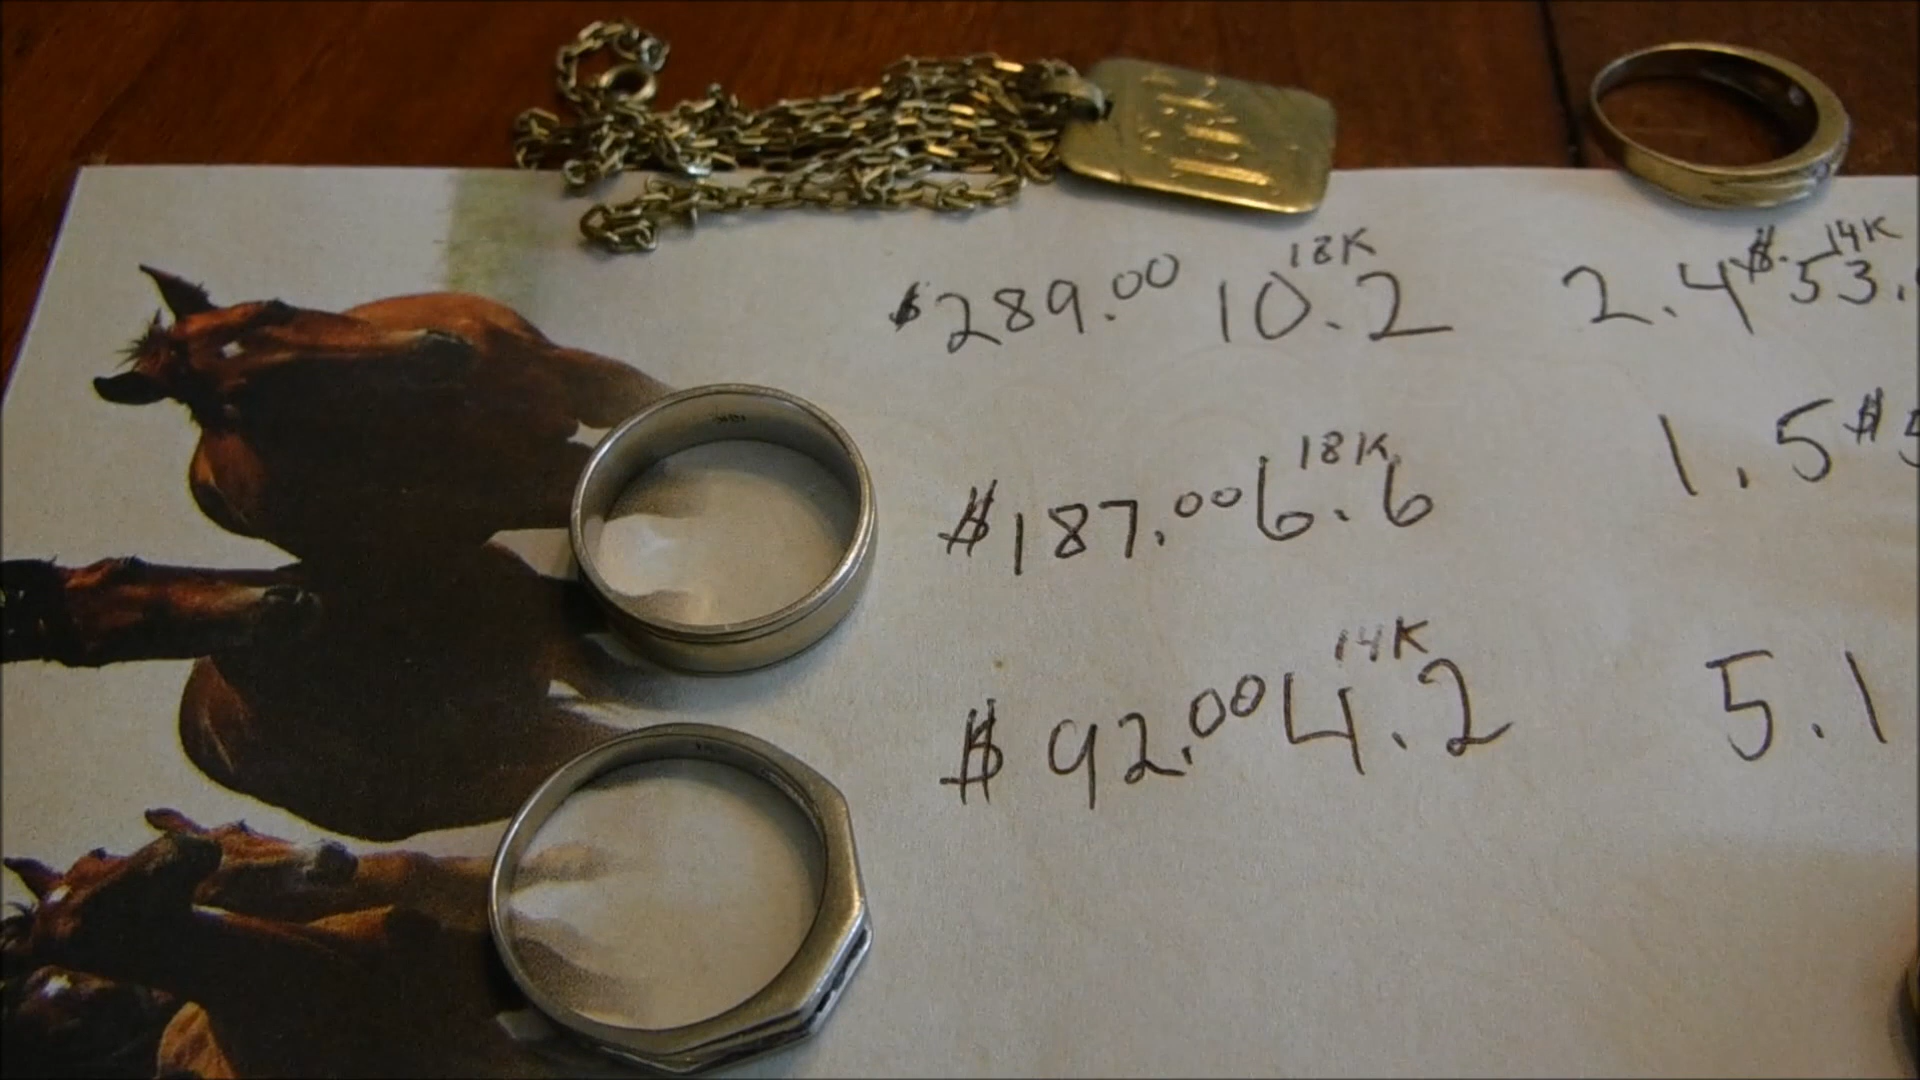 $289.00 18K 10.2 2.4 $.53. 14K
$187.00 18K 6.6 1.5 $5
$92.00 14K 4.2 5.1